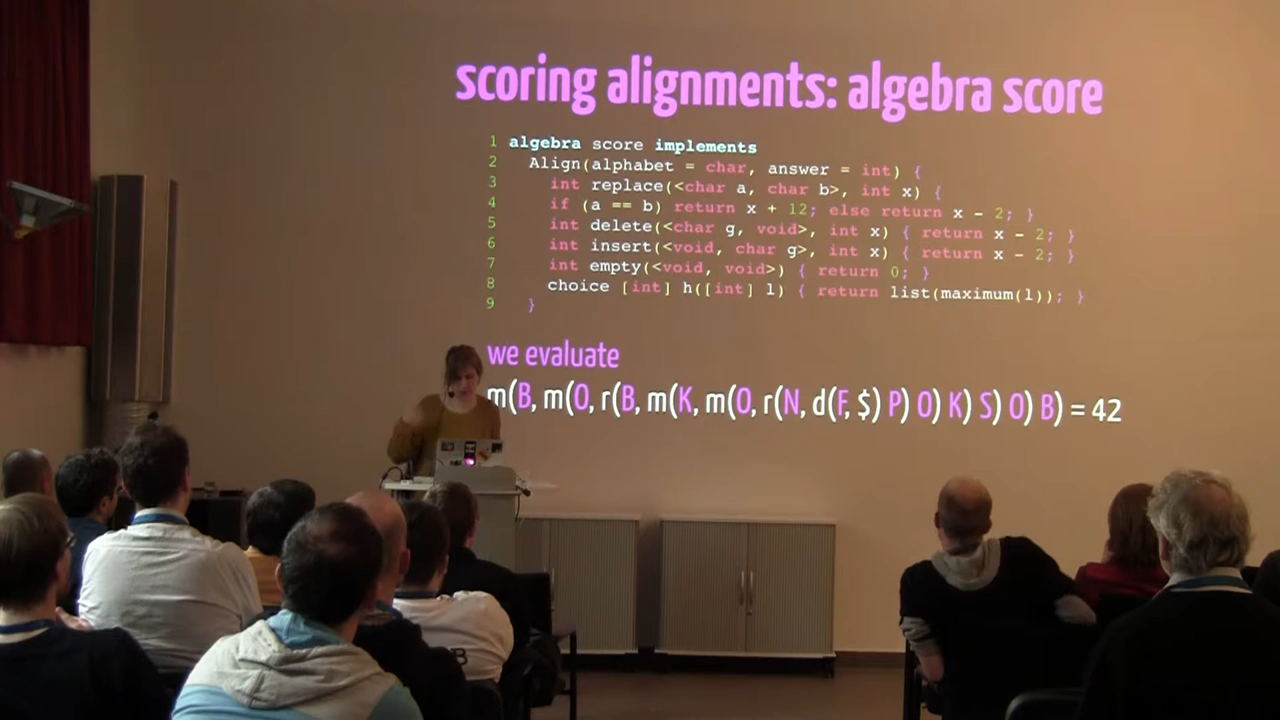 scoring alignments: algebra score
1 algebra score implements
2 Align(alphabet = char, answer = int) {
3 int replace(<char a, char b>, int x) {
4 if (a == b) return x + 12; else return x - 2; }
5 int delete(<char g, void>, int x) { return x - 2; }
6 int insert(<void, char g>, int x) { return x - 2; }
7 int empty(<void, void>) { return 0; }
8 choice [int] h([int] l) { return list(maximum(l)); }
9 }
we evaluate
m(B, m(O, r(B, m(K, m(O, r(N, d(F, $) P) O) K) S) O) B) = 42